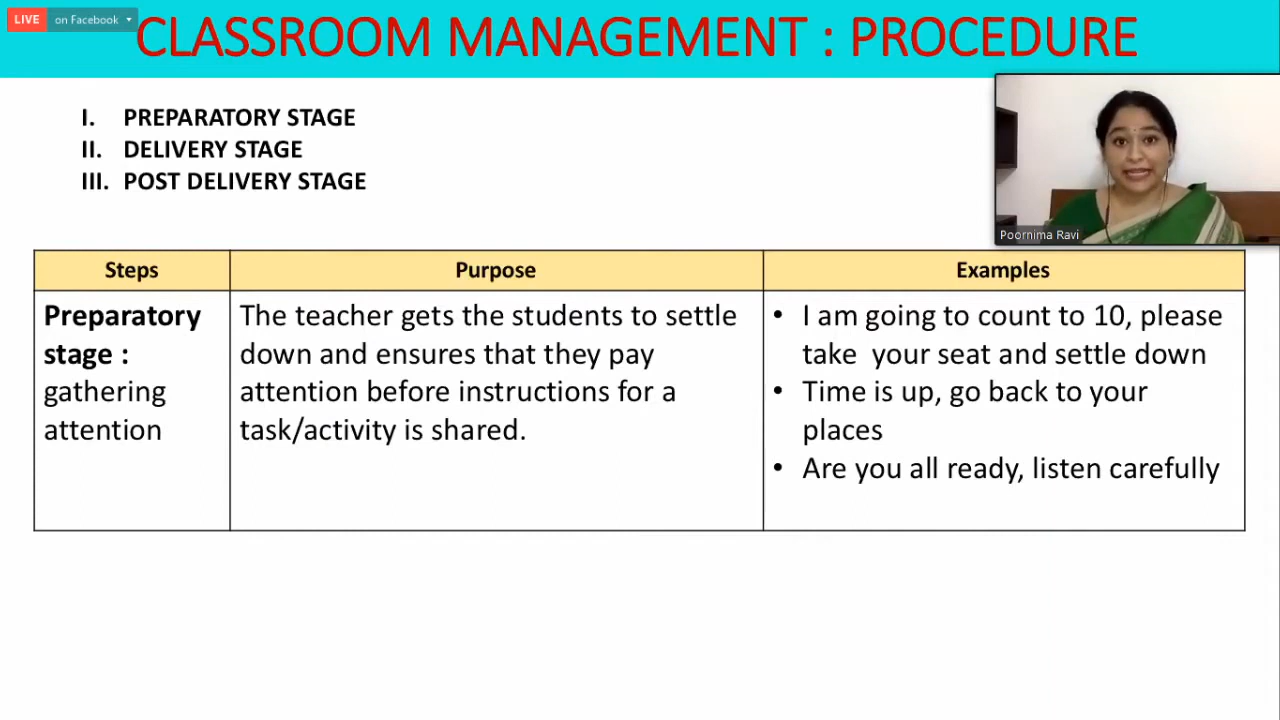 LIVE on Facebook
CLASSROOM MANAGEMENT : PROCEDURE
I. PREPARATORY STAGE
II. DELIVERY STAGE
III. POST DELIVERY STAGE
Poornima Ravi
Steps
Purpose
Examples
Preparatory
stage :
gathering
attention
The teacher gets the students to settle
down and ensures that they pay
attention before instructions for a
task/activity is shared.
• I am going to count to 10, please
take your seat and settle down
• Time is up, go back to your
places
• Are you all ready, listen carefully